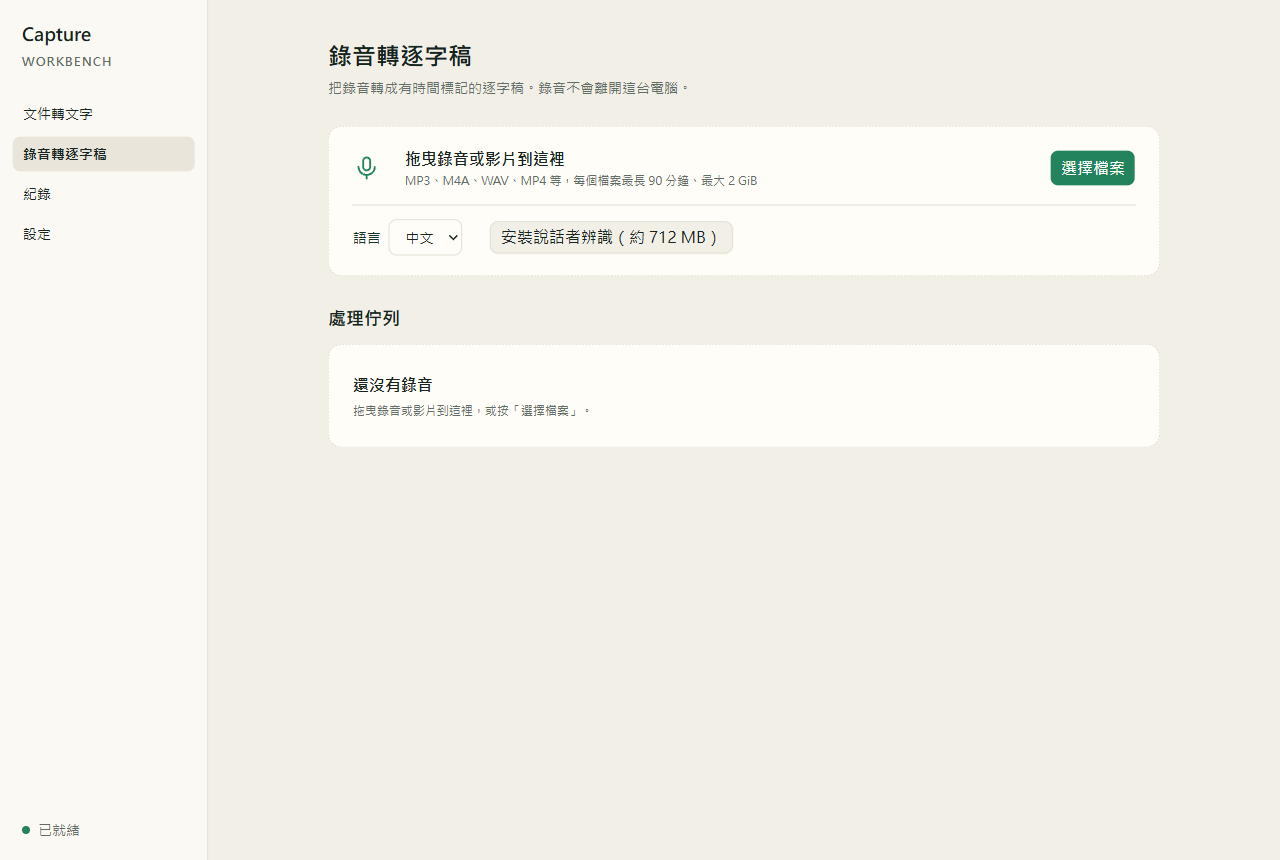 Capture
WORKBENCH
文件轉文字
錄音轉逐字稿
紀錄
設定
已就緒
錄音轉逐字稿
把錄音轉成有時間標記的逐字稿。錄音不會離開這台電腦。
拖曳錄音或影片到這裡
MP3、M4A、WAV、MP4 等，每個檔案最長 90 分鐘、最大 2 GiB
選擇檔案
語言 中文 安裝說話者辨識（約 712 MB）
處理佇列
還沒有錄音
拖曳錄音或影片到這裡，或按「選擇檔案」。